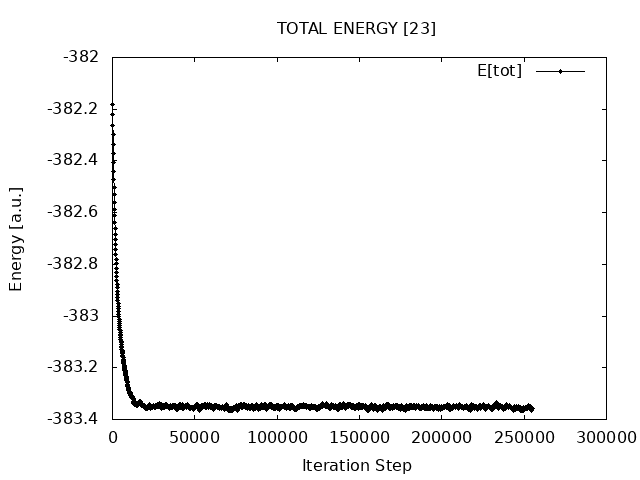 TOTAL ENERGY [23]
E[tot]
Energy [a.u.]
-382
-382.2
-382.4
-382.6
-382.8
-383
-383.2
-383.4
0 50000 100000 150000 200000 250000 300000
Iteration Step